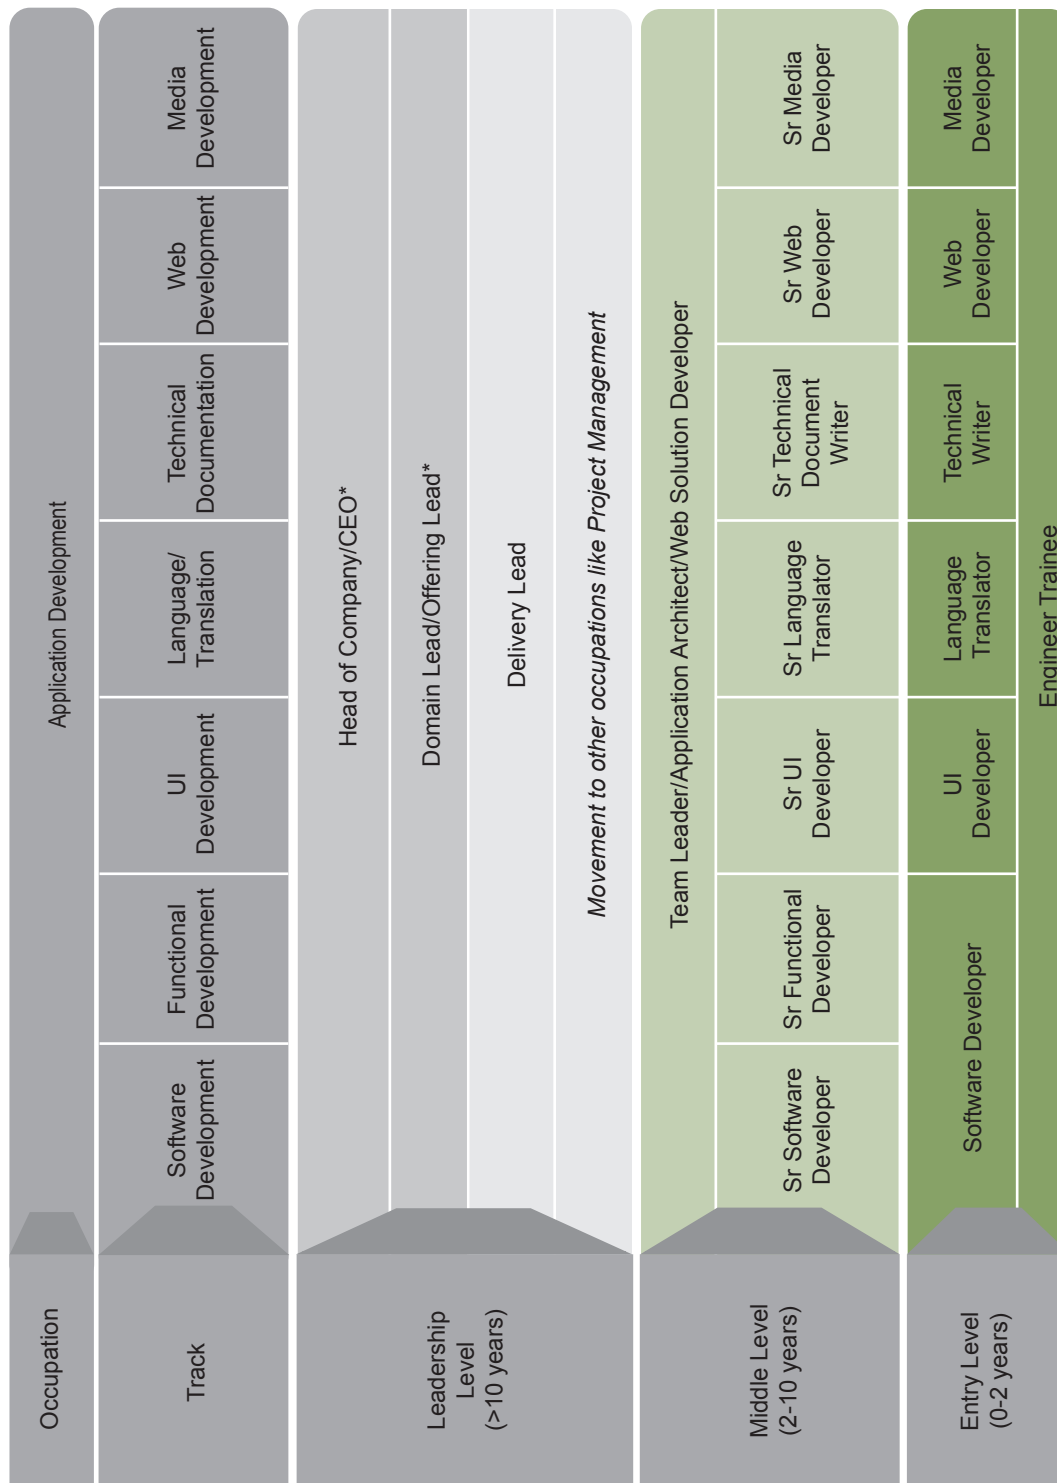 Occupation
Application Development
Track
Software
Development
Functional
Development
UI
Development
Language/
Translation
Technical
Documentation
Web
Development
Media
Development
Leadership
Level
(>10 years)
Head of Company/CEO*
Domain Lead/Offering Lead*
Delivery Lead
Movement to other occupations like Project Management
Middle Level
(2-10 years)
Team Leader/Application Architect/Web Solution Developer
Sr Software
Developer
Sr Functional
Developer
Sr UI
Developer
Sr Language
Translator
Sr Technical
Document
Writer
Sr Web
Developer
Sr Media
Developer
Entry Level
(0-2 years)
Software Developer
UI
Developer
Language
Translator
Technical
Writer
Web
Developer
Media
Developer
Engineer Trainee